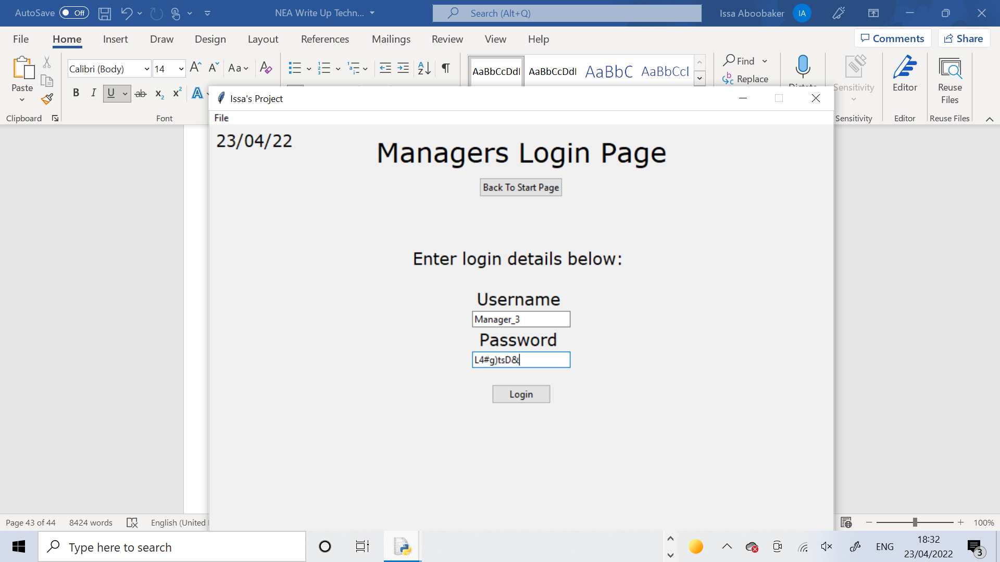 AutoSave Off
NEA Write Up Techn...
Search (Alt+Q)
Issa Aboobaker IA
File Home Insert Draw Design Layout References Mailings Review View Help
Comments Share
Calibri (Body) 14
Aa
AaBbCcDdI AaBbCcDdI AaBbC AaBbCcI
Find
Replace
Paste
B I U ab x2 x2 A
Sensitivity
Editor
Reuse
Files
Clipboard
Font
Sensitivity
Editor
Reuse Files
Issa's Project
File
23/04/22
Managers Login Page
Back To Start Page
Enter login details below:
Username
Manager_3
Password
L4#g)tsD&
Login
Page 43 of 44 8424 words English (United
100%
Type here to search
ENG
18:32
23/04/2022
3